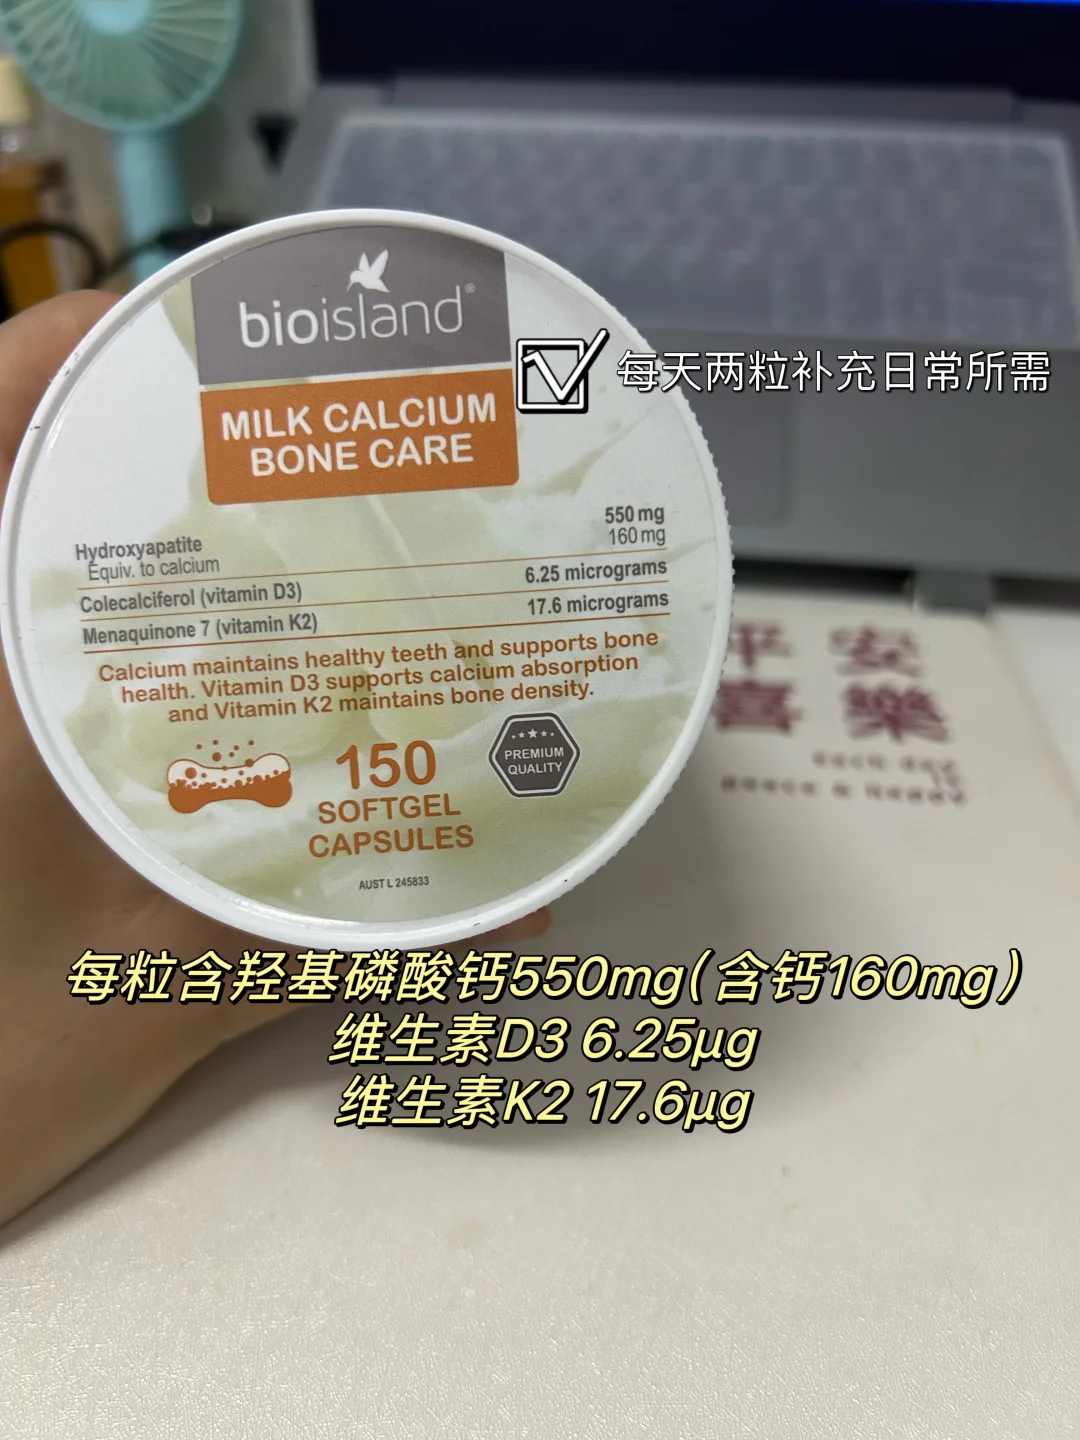 bioisland®
MILK CALCIUM
BONE CARE
每天两粒补充日常所需
Hydroxyapatite 550 mg
Equiv. to calcium 160 mg
Colecalciferol (vitamin D3) 6.25 micrograms
Menaquinone 7 (vitamin K2) 17.6 micrograms
Calcium maintains healthy teeth and supports bone
health. Vitamin D3 supports calcium absorption
and Vitamin K2 maintains bone density.
150
SOFTGEL
CAPSULES
PREMIUM
QUALITY
AUST L 245833
平安
喜樂
每粒含羟基磷酸钙550mg(含钙160mg)
维生素D3 6.25μg
维生素K2 17.6μg